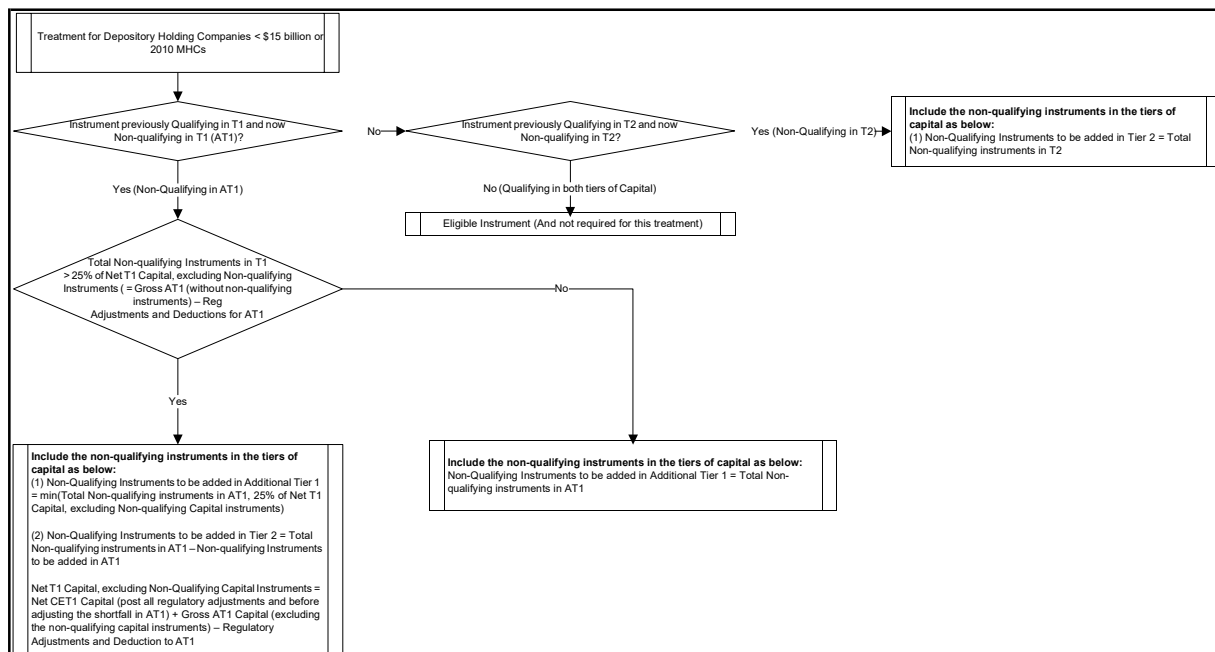 Treatment for Depository Holding Companies < $15 billion or
2010 MHCs
Instrument previously Qualifying in T1 and now
Non-qualifying in T1 (AT1)?
No
Instrument previously Qualifying in T2 and now
Non-qualifying in T2?
Yes (Non-Qualifying in T2)
Include the non-qualifying instruments in the tiers of
capital as below:
(1) Non-Qualifying Instruments to be added in Tier 2 = Total
Non-qualifying instruments in T2
Yes (Non-Qualifying in AT1)
No (Qualifying in both tiers of Capital)
Eligible Instrument (And not required for this treatment)
Total Non-qualifying Instruments in T1
> 25% of Net T1 Capital, excluding Non-qualifying
Instruments ( = Gross AT1 (without non-qualifying
instruments) – Reg
Adjustments and Deductions for AT1
No
Yes
Include the non-qualifying instruments in the tiers of
capital as below:
(1) Non-Qualifying Instruments to be added in Additional Tier 1
= min(Total Non-qualifying instruments in AT1, 25% of Net T1
Capital, excluding Non-qualifying Capital instruments)
(2) Non-Qualifying Instruments to be added in Tier 2 = Total
Non-qualifying instruments in AT1 – Non-qualifying Instruments
to be added in AT1
Net T1 Capital, excluding Non-Qualifying Capital Instruments =
Net CET1 Capital (post all regulatory adjustments and before
adjusting the shortfall in AT1) + Gross AT1 Capital (excluding
the non-qualifying capital instruments) – Regulatory
Adjustments and Deduction to AT1
Include the non-qualifying instruments in the tiers of capital as below:
Non-Qualifying Instruments to be added in Additional Tier 1 = Total Non-
qualifying instruments in AT1